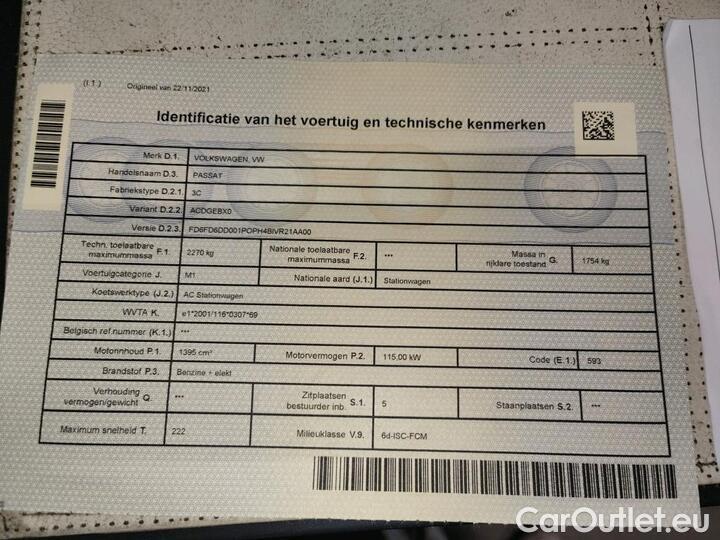 (I.1.) Origineel van 22/11/2021
Identificatie van het voertuig en technische kenmerken
Merk D.1. VOLKSWAGEN, VW
Handelsnaam D.3. PASSAT
Fabriekstype D.2.1. 3C
Variant D.2.2. ACDGEBX0
Versie D.2.3. FD6FD6DD001POPH4BIVR21AA00
Techn. toelaatbare maximummassa F.1. 2270 kg Nationale toelaatbare maximummassa F.2. *** Massa in rijklare toestand G. 1754 kg
Voertuigcategorie J. M1 Nationale aard (J.1.) Stationwagen
Koetswerktype (J.2.) AC Stationwagen
WVTA K. e1*2001/116*0307*69
Belgisch ref.nummer (K.1.) ***
Motorinhoud P.1. 1395 cm³ Motorvermogen P.2. 115,00 kW Code (E.1.) 593
Brandstof P.3. Benzine + elekt
Verhouding vermogen/gewicht Q. *** Zitplaatsen bestuurder inb. S.1. 5 Staanplaatsen S.2. ***
Maximum snelheid T. 222 Milieuklasse V.9. 6d-ISC-FCM
CarOutlet.eu